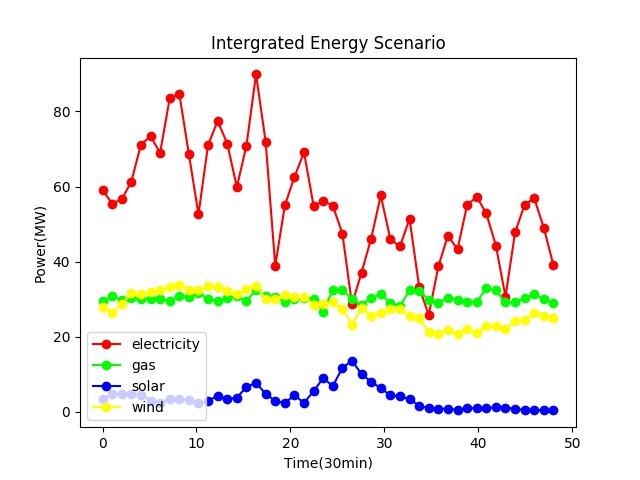 Intergrated Energy Scenario
Power(MW)
80
60
40
20
0
electricity
gas
solar
wind
0 10 20 30 40 50
Time(30min)